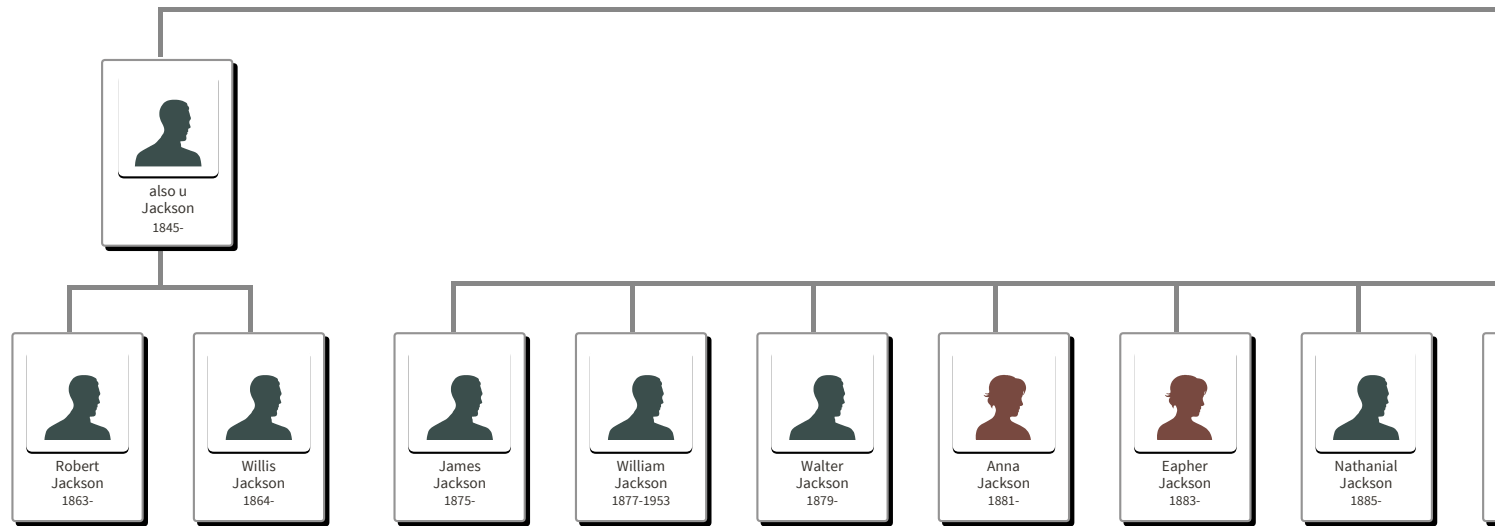 also u
Jackson
1845-
Robert
Jackson
1863-
Willis
Jackson
1864-
James
Jackson
1875-
William
Jackson
1877-1953
Walter
Jackson
1879-
Anna
Jackson
1881-
Eapher
Jackson
1883-
Nathanial
Jackson
1885-